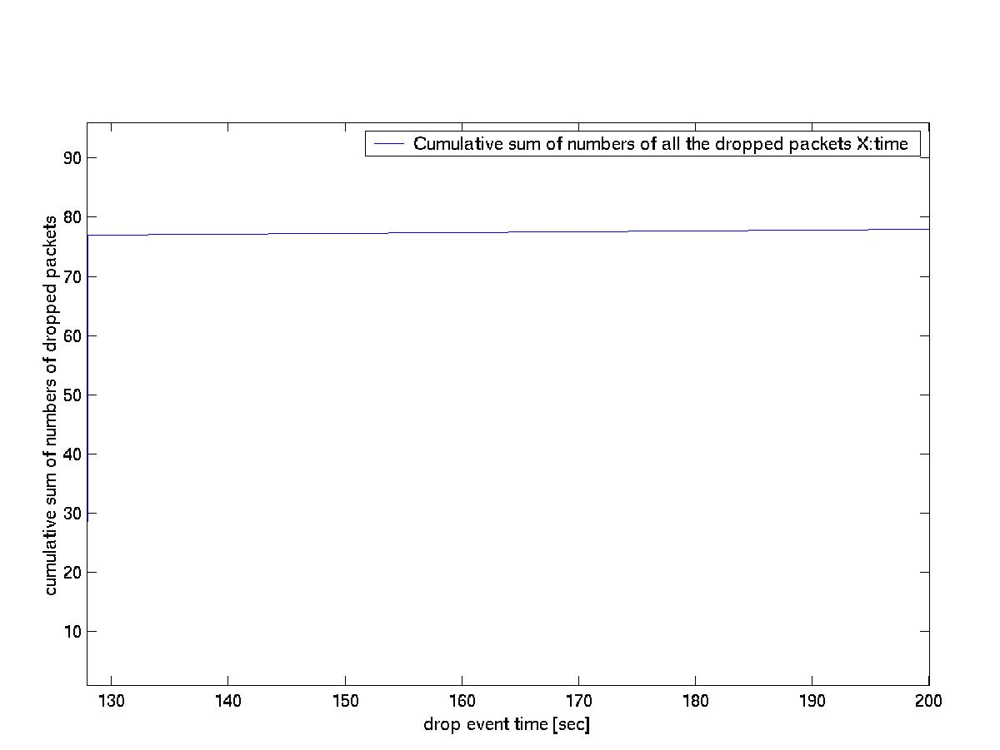 Cumulative sum of numbers of all the dropped packets X:time
cumulative sum of numbers of dropped packets
90
80
70
60
50
40
30
20
10
130 140 150 160 170 180 190 200
drop event time [sec]